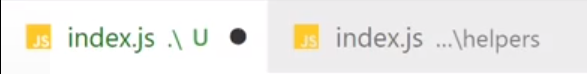 JS index.js .\ U ● JS index.js ...\helpers